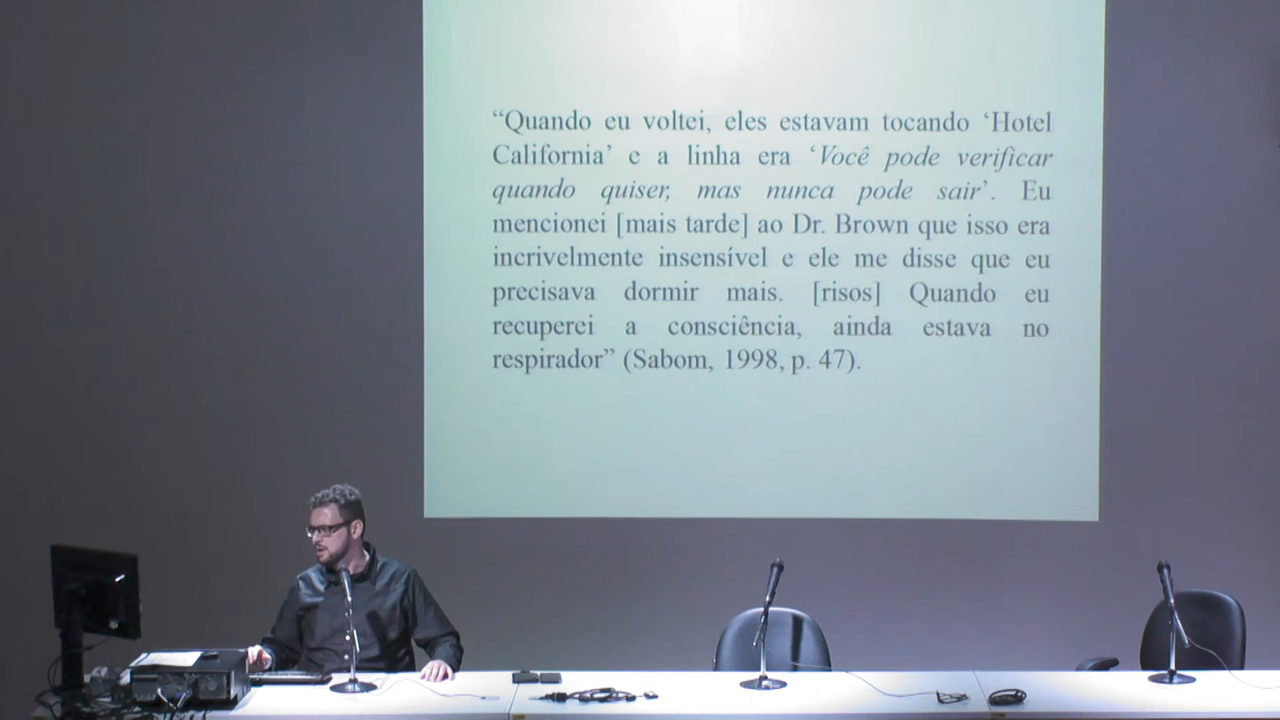 “Quando eu voltei, eles estavam tocando ‘Hotel
California’ e a linha era ‘Você pode verificar
quando quiser, mas nunca pode sair’. Eu
mencionei [mais tarde] ao Dr. Brown que isso era
incrivelmente insensível e ele me disse que eu
precisava dormir mais. [risos] Quando eu
recuperei a consciência, ainda estava no
respirador” (Sabom, 1998, p. 47).